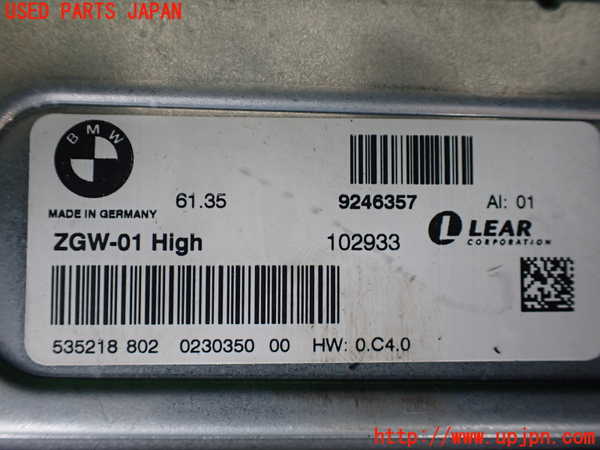 USED PARTS JAPAN
BMW
MADE IN GERMANY
61.35
9246357
AI: 01
ZGW-01 High
102933
LEAR
CORPORATION
535218 802 0230350 00 HW: 0.C4.0
http://www.upjpn.com/